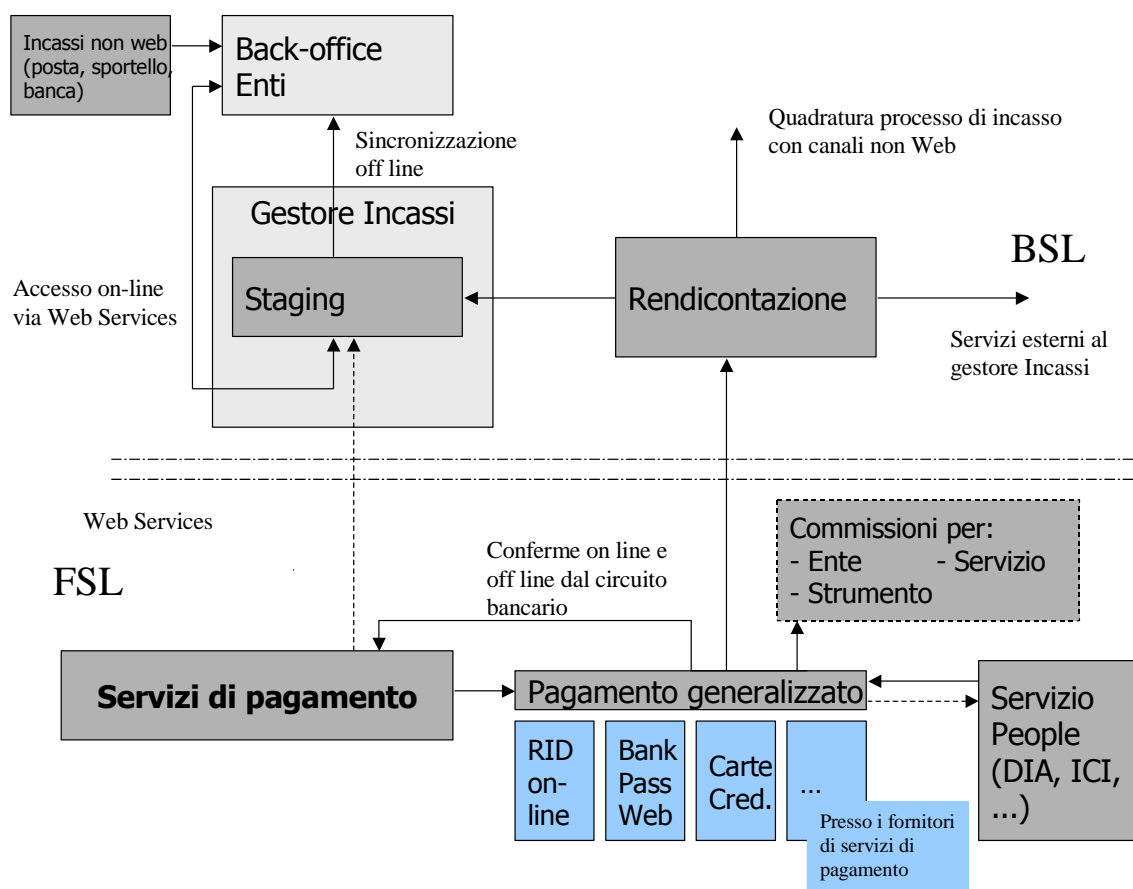 Incassi non web
(posta, sportello,
banca)
Back-office
Enti
Sincronizzazione
off line
Quadratura processo di incasso
con canali non Web
Gestore Incassi
Staging
Rendicontazione
BSL
Accesso on-line
via Web Services
Servizi esterni al
gestore Incassi
Web Services
FSL
Conferme on line e
off line dal circuito
bancario
Commissioni per:
- Ente - Servizio
- Strumento
Servizi di pagamento
Pagamento generalizzato
Servizio
People
(DIA, ICI,
...)
RID
on-
line
Bank
Pass
Web
Carte
Cred.
...
Presso i fornitori
di servizi di
pagamento